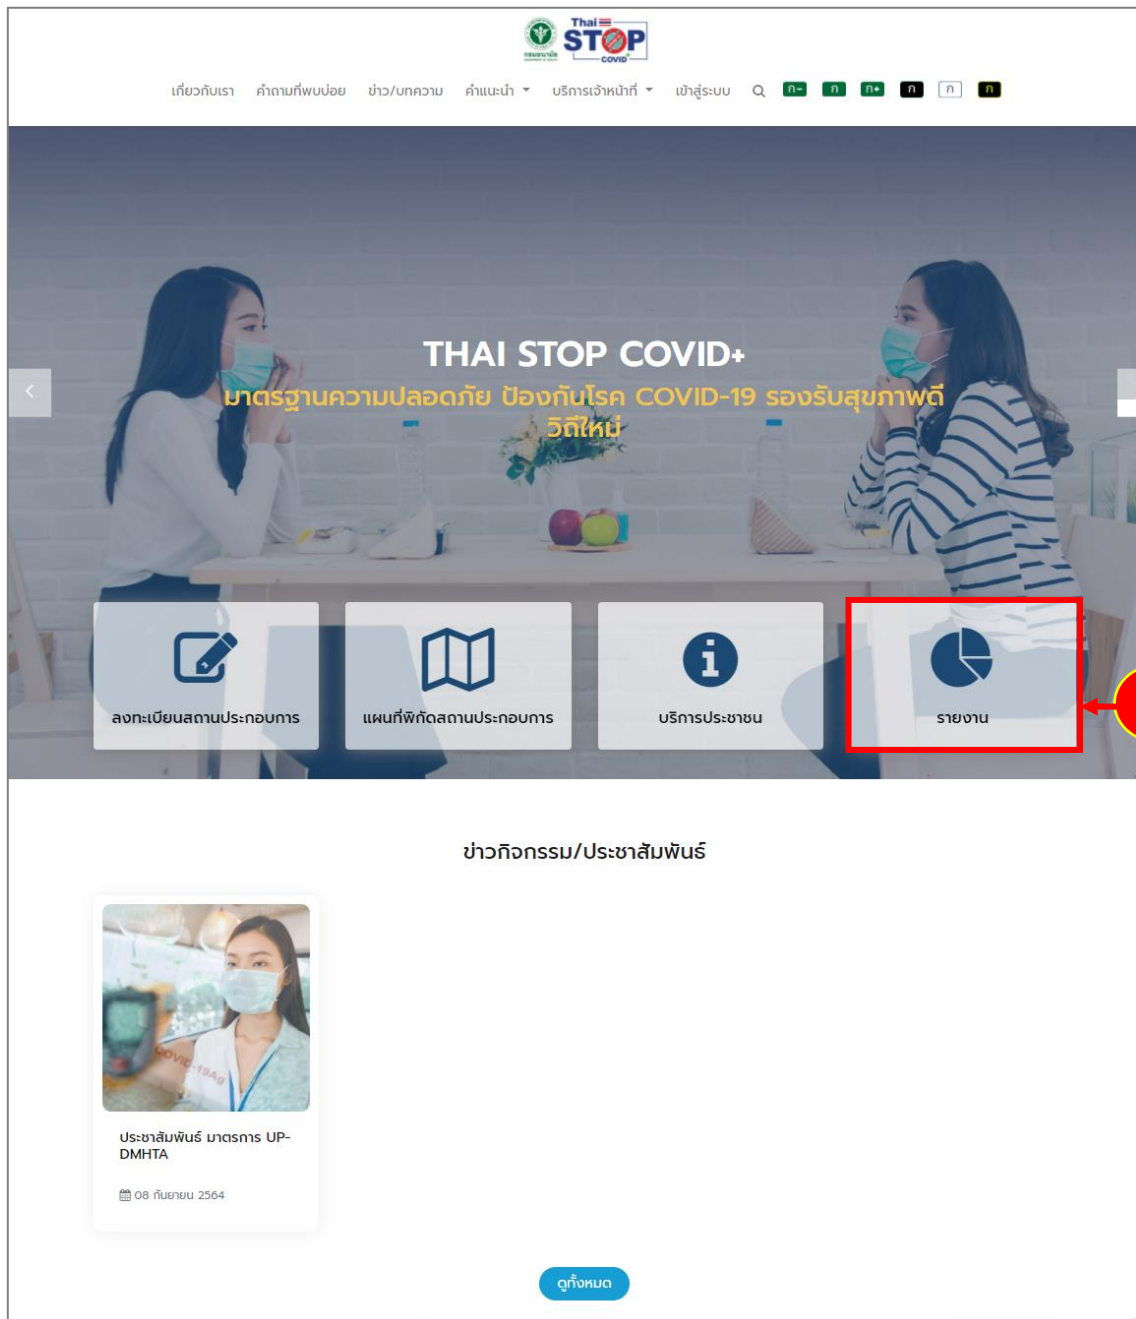 Thai
STOP
COVID
กรมอนามัย
เกี่ยวกับเรา คำถามที่พบบ่อย ข่าว/บทความ คำแนะนำ บริการเจ้าหน้าที่ เข้าสู่ระบบ ก- ก ก+ ก ก ก
THAI STOP COVID+
มาตรฐานความปลอดภัย ป้องกันโรค COVID-19 รองรับสุขภาพดี
วิถีใหม่
ลงทะเบียนสถานประกอบการ แผนที่พิกัดสถานประกอบการ บริการประชาชน รายงาน
ข่าวกิจกรรม/ประชาสัมพันธ์
COVID-19Ag
ประชาสัมพันธ์ มาตรการ UP-
DMHTA
08 กันยายน 2564
ดูทั้งหมด